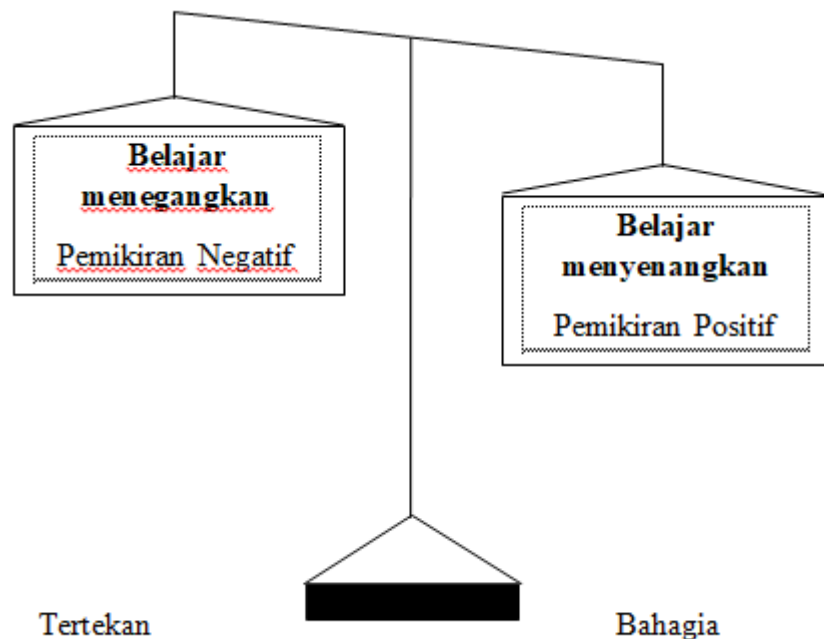 Belajar
menegangkan
Pemikiran Negatif
Belajar
menyenangkan
Pemikiran Positif
Tertekan
Bahagia